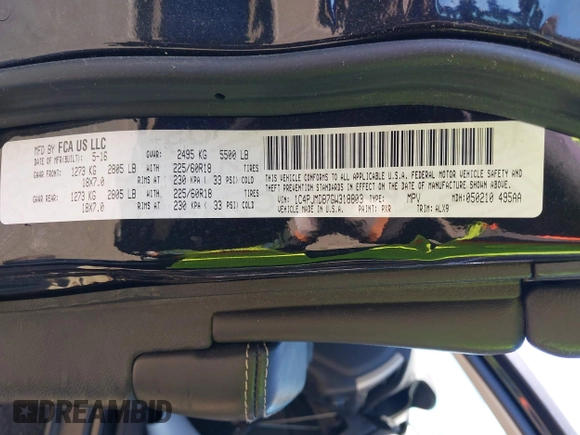 MFD BY FCA US LLC
DATE OF MFR(BUILT): 5-16 GVWR: 2495 KG 5500 LB
GAWR FRONT: 1273 KG 2805 LB WITH 225/60R18 TIRES
18X7.0 RIMS AT 230 KPA ( 33 PSI) COLD
GAWR REAR: 1273 KG 2805 LB WITH 225/60R18 TIRES
18X7.0 RIMS AT 230 KPA ( 33 PSI) COLD
THIS VEHICLE CONFORMS TO ALL APPLICABLE U.S.A. FEDERAL MOTOR VEHICLE SAFETY AND
THEFT PREVENTION STANDARDS IN EFFECT ON THE DATE OF MANUFACTURE SHOWN ABOVE.
VIN: 1C4PJMDB7GW318803 TYPE: MPV MDH:050210 495AA
VEHICLE MADE IN U.S.A. PAINT: PXR TRIM: ALX9
DREAMBID